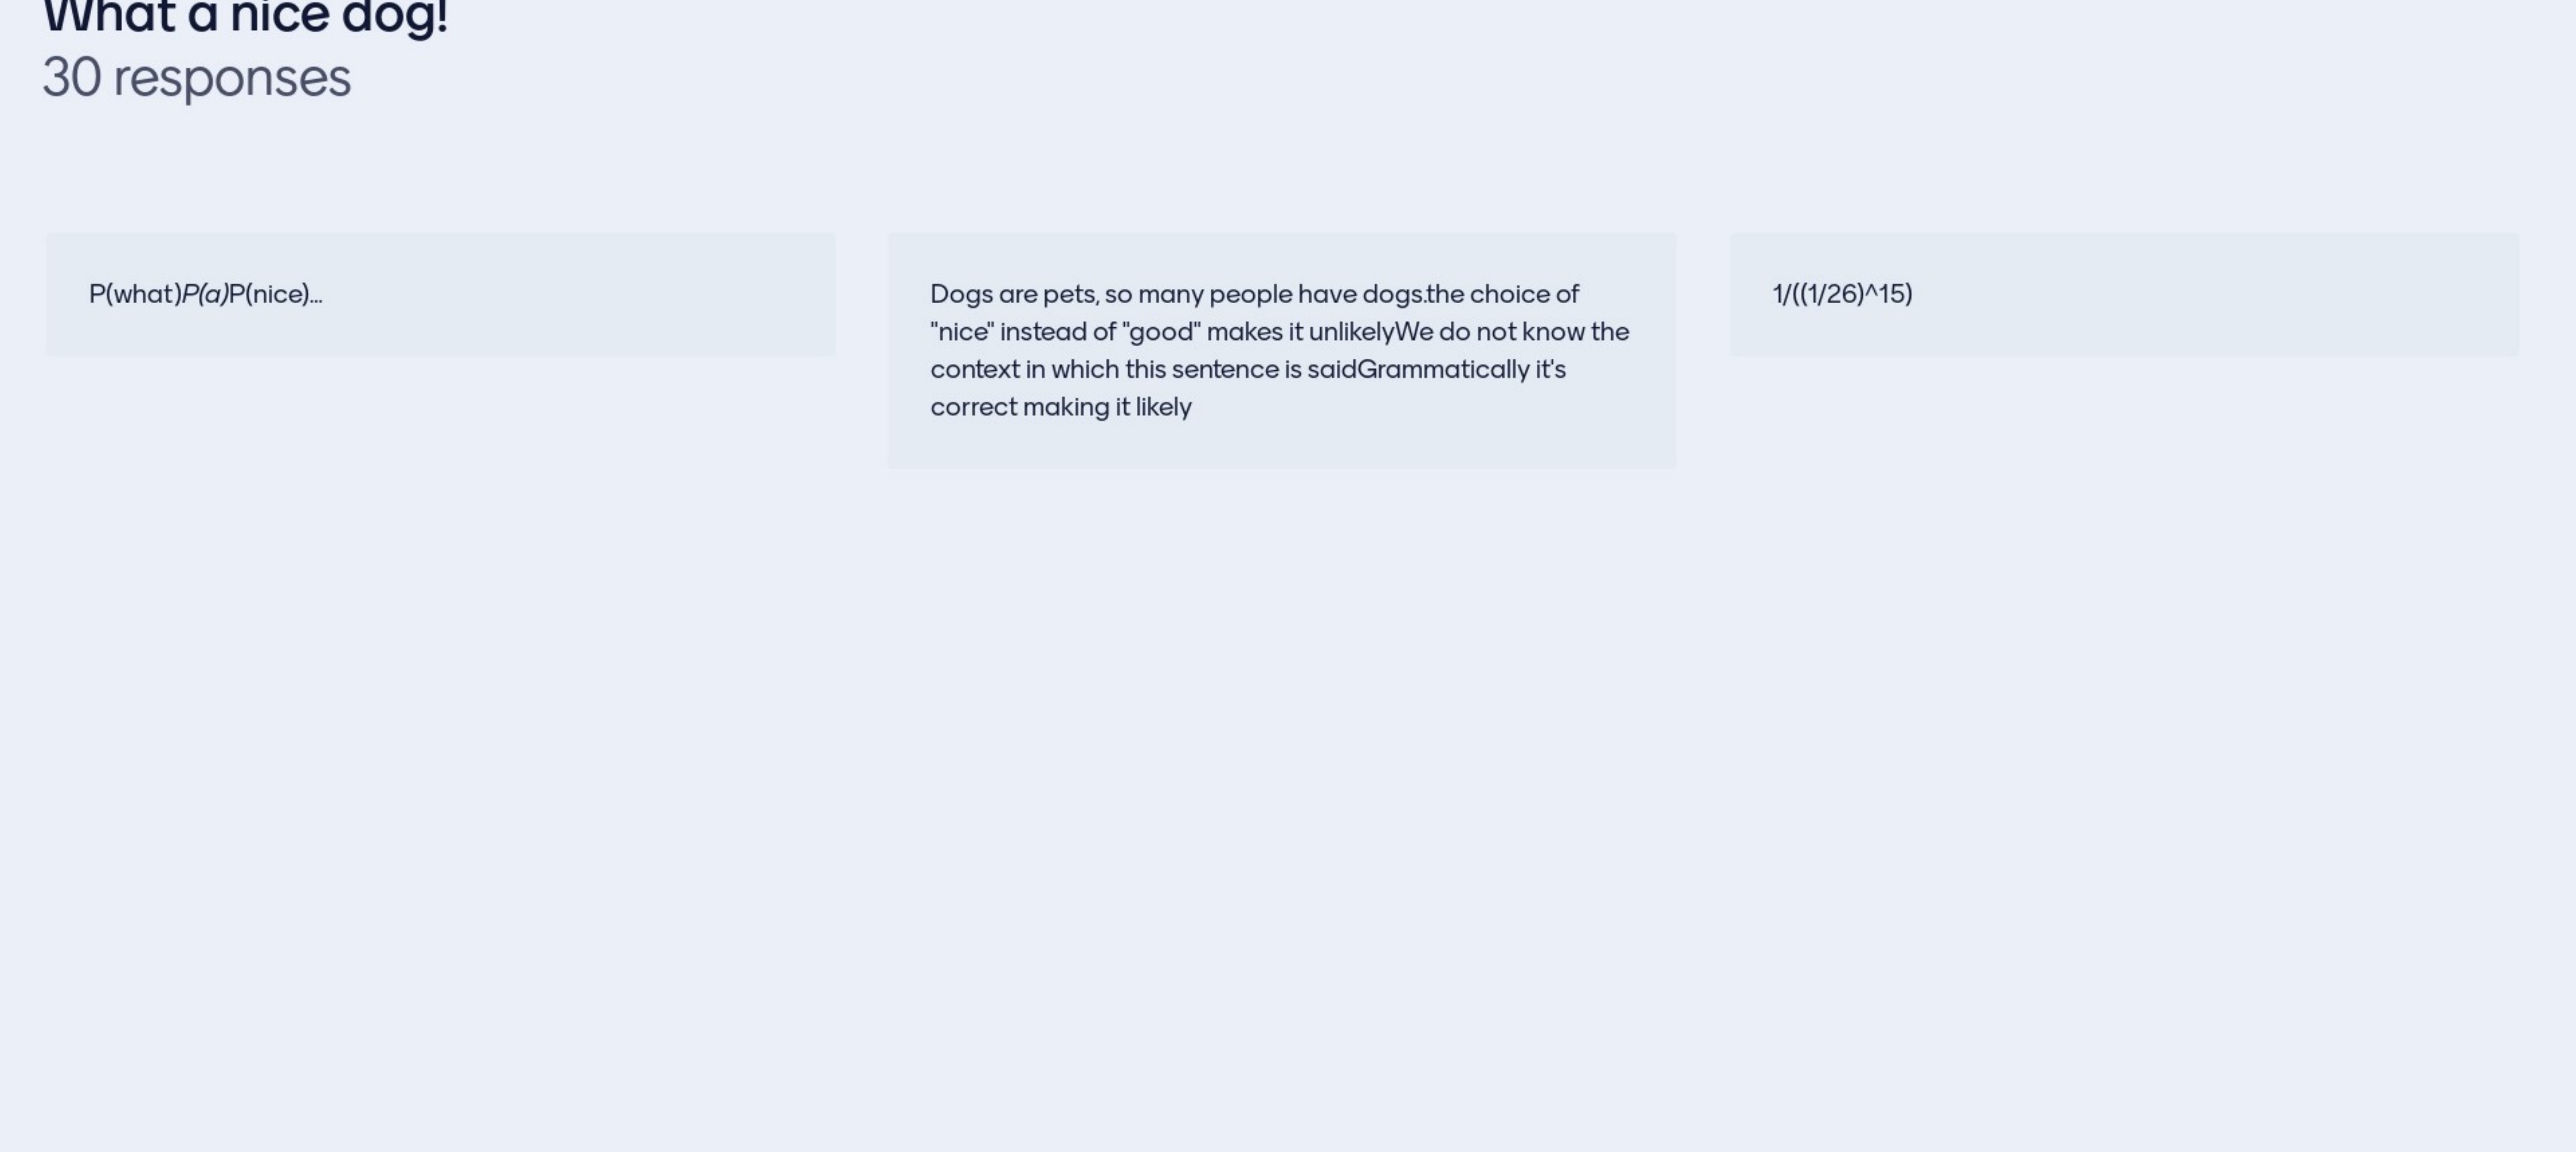 What a nice dog!
30 responses
P(what)P(a)P(nice)...
Dogs are pets, so many people have dogs.the choice of
"nice" instead of "good" makes it unlikelyWe do not know the
context in which this sentence is saidGrammatically it's
correct making it likely
1/((1/26)^15)